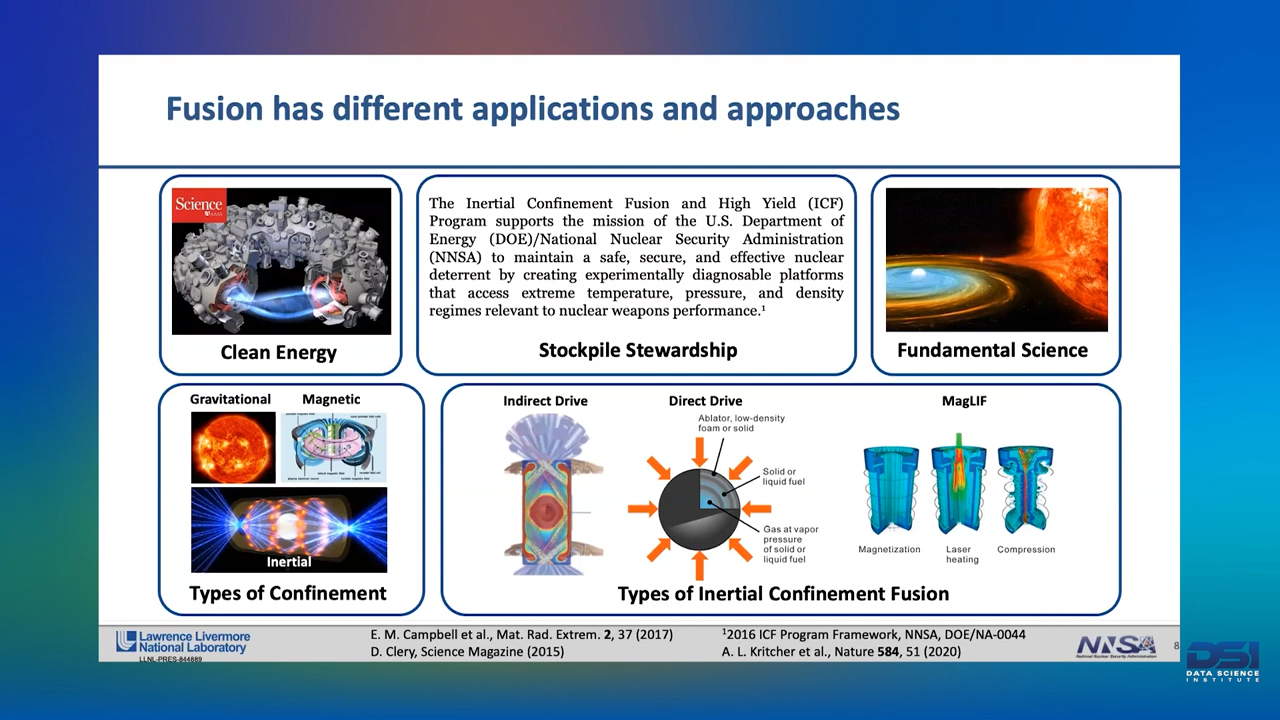 Fusion has different applications and approaches
Science
AAAS
Clean Energy
The Inertial Confinement Fusion and High Yield (ICF)
Program supports the mission of the U.S. Department of
Energy (DOE)/National Nuclear Security Administration
(NNSA) to maintain a safe, secure, and effective nuclear
deterrent by creating experimentally diagnosable platforms
that access extreme temperature, pressure, and density
regimes relevant to nuclear weapons performance.1
Stockpile Stewardship
Fundamental Science
Gravitational
Magnetic
Inertial
Types of Confinement
Indirect Drive
Direct Drive
MagLIF
Ablator, low-density
foam or solid
Solid or
liquid fuel
Gas at vapor
pressure
of solid or
liquid fuel
Magnetization
Laser
heating
Compression
Types of Inertial Confinement Fusion
Lawrence Livermore
National Laboratory
LLNL-PRES-844889
E. M. Campbell et al., Mat. Rad. Extrem. 2, 37 (2017)
D. Clery, Science Magazine (2015)
12016 ICF Program Framework, NNSA, DOE/NA-0044
A. L. Kritcher et al., Nature 584, 51 (2020)
NNSA
National Nuclear Security Administration
8
DSI
DATA SCIENCE
INSTITUTE